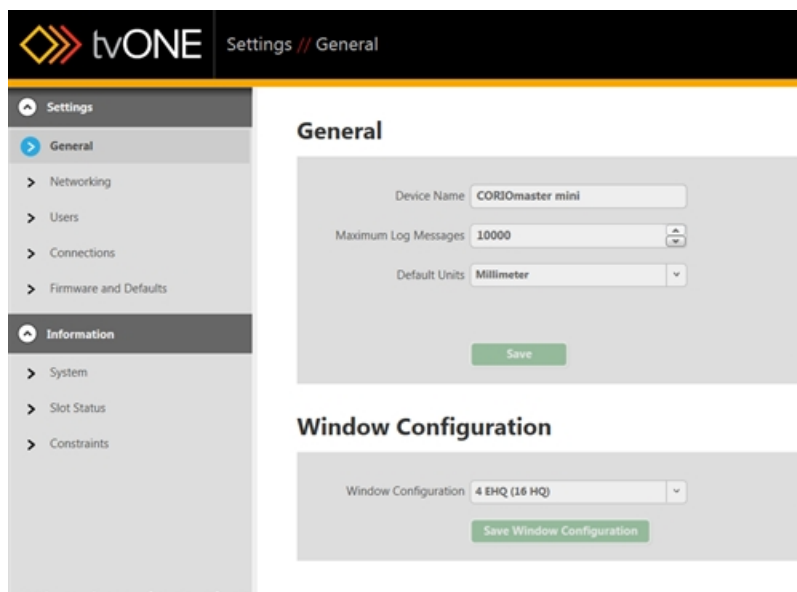 tvONE
Settings // General
Settings
General
Networking
Users
Connections
Firmware and Defaults
Information
System
Slot Status
Constraints
General
Device Name CORIOmaster mini
Maximum Log Messages 10000
Default Units Millimeter
Save
Window Configuration
Window Configuration 4 EHQ (16 HQ)
Save Window Configuration